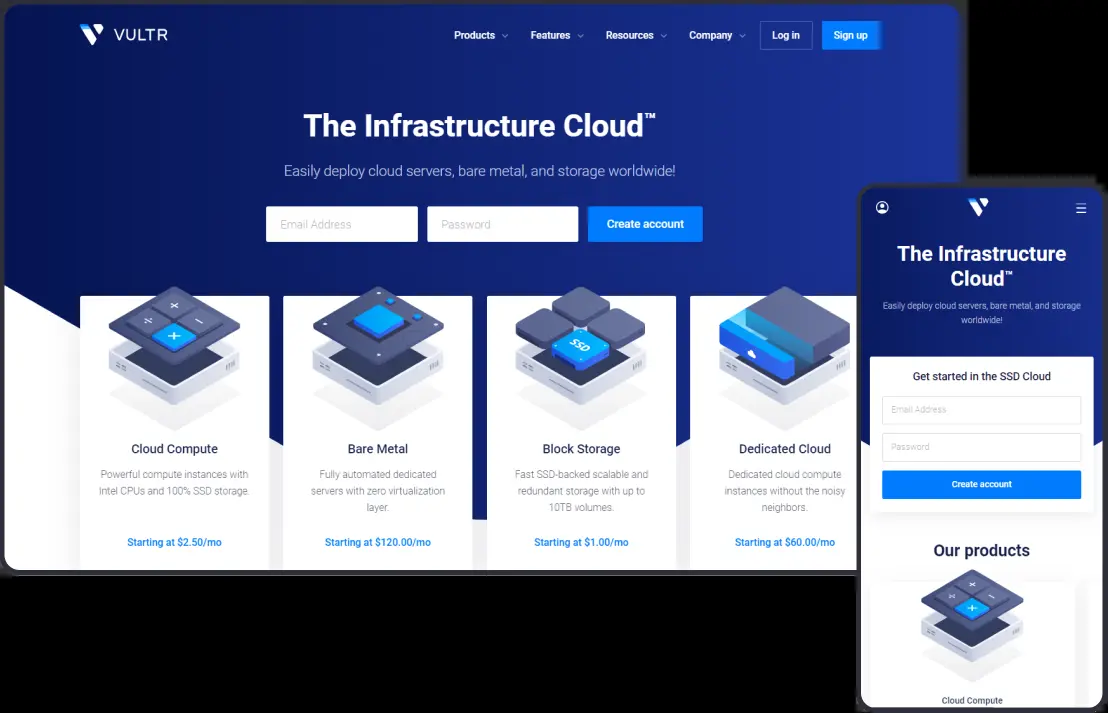 VULTR
Products
Features
Resources
Company
Log in
Sign up
The Infrastructure Cloud™
Easily deploy cloud servers, bare metal, and storage worldwide!
Email Address
Password
Create account
SSD
Cloud Compute
Powerful compute instances with
Intel CPUs and 100% SSD storage.
Starting at $2.50/mo
Bare Metal
Fully automated dedicated
servers with zero virtualization
layer.
Starting at $120.00/mo
Block Storage
Fast SSD-backed scalable and
redundant storage with up to
10TB volumes.
Starting at $1.00/mo
Dedicated Cloud
Dedicated cloud compute
instances without the noisy
neighbors.
Starting at $60.00/mo
The Infrastructure
Cloud™
Easily deploy cloud servers, bare metal, and storage
worldwide!
Get started in the SSD Cloud
Email Address
Password
Create account
Our products
Cloud Compute